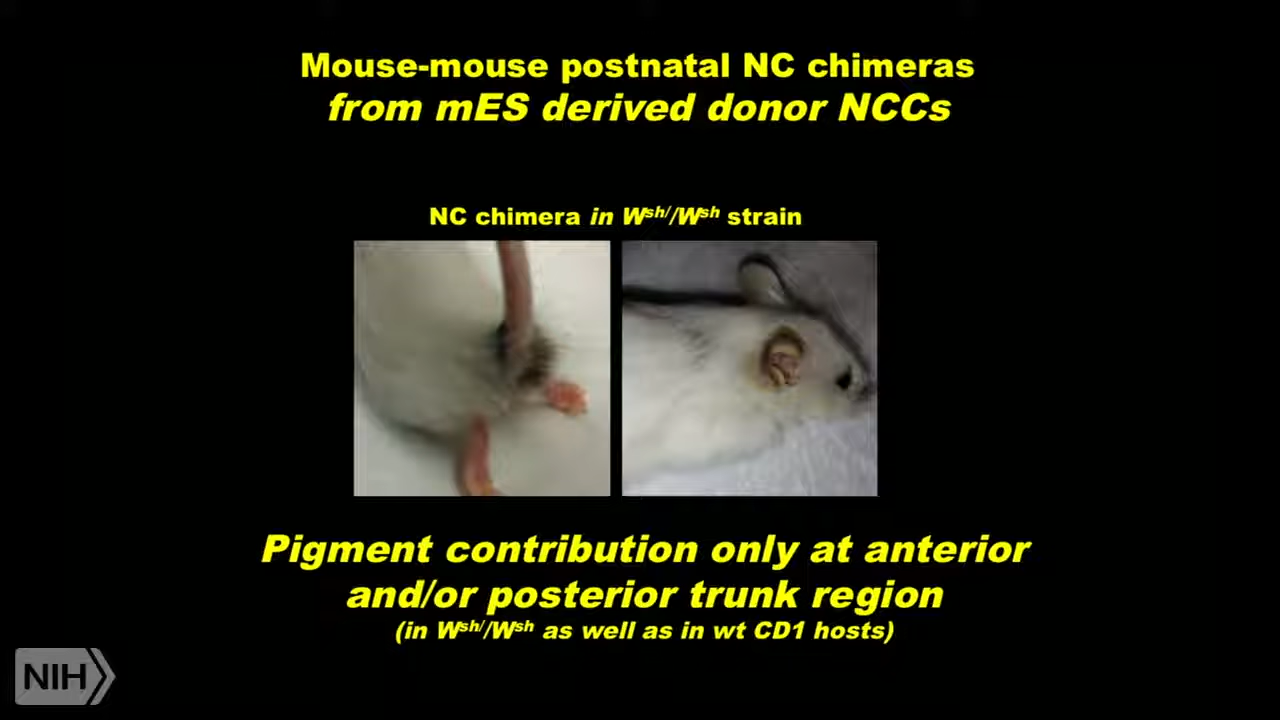 Mouse-mouse postnatal NC chimeras
from mES derived donor NCCs
NC chimera in Wsh//Wsh strain
Pigment contribution only at anterior
and/or posterior trunk region
(in Wsh//Wsh as well as in wt CD1 hosts)
NIH